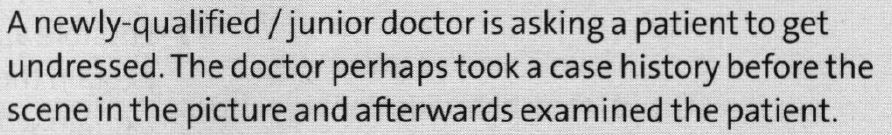 A newly-qualified / junior doctor is asking a patient to get
undressed. The doctor perhaps took a case history before the
scene in the picture and afterwards examined the patient.